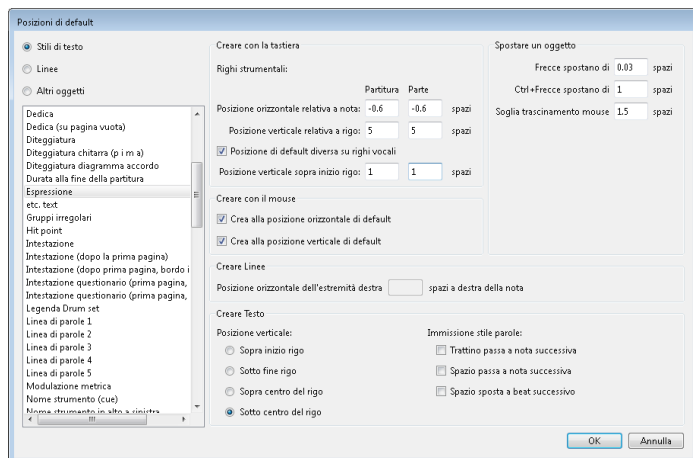 Posizioni di default
Stili di testo
Linee
Altri oggetti
Dedica
Dedica (su pagina vuota)
Diteggiatura
Diteggiatura chitarra (p i m a)
Diteggiatura diagramma accordo
Durata alla fine della partitura
Espressione
etc. text
Gruppi irregolari
Hit point
Intestazione
Intestazione (dopo la prima pagina)
Intestazione (dopo prima pagina, bordo i
Intestazione questionario (prima pagina,
Intestazione questionario (prima pagina,
Legenda Drum set
Linea di parole 1
Linea di parole 2
Linea di parole 3
Linea di parole 4
Linea di parole 5
Modulazione metrica
Nome strumento (cue)
Nome strumento in alto a sinistra
Creare con la tastiera
Righi strumentali:
Partitura Parte
Posizione orizzontale relativa a nota: -0.6 -0.6 spazi
Posizione verticale relativa a rigo: 5 5 spazi
Posizione di default diversa su righi vocali
Posizione verticale sopra inizio rigo: 1 1 spazi
Creare con il mouse
Crea alla posizione orizzontale di default
Crea alla posizione verticale di default
Spostare un oggetto
Frecce spostano di 0.03 spazi
Ctrl+Frecce spostano di 1 spazi
Soglia trascinamento mouse 1.5 spazi
Creare Linee
Posizione orizzontale dell'estremità destra spazi a destra della nota
Creare Testo
Posizione verticale:
Sopra inizio rigo
Sotto fine rigo
Sopra centro del rigo
Sotto centro del rigo
Immissione stile parole:
Trattino passa a nota successiva
Spazio passa a nota successiva
Spazio sposta a beat successivo
OK Annulla